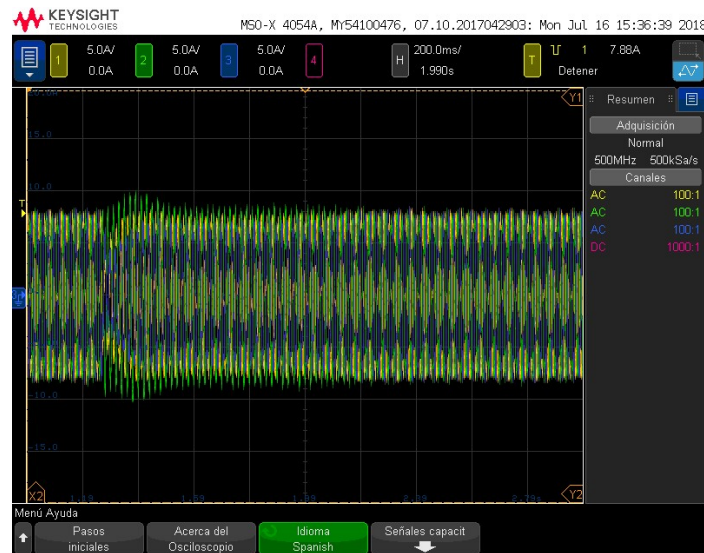 KEYSIGHT
TECHNOLOGIES
MSO-X 4054A, MY54100476, 07.10.2017042903: Mon Jul 16 15:36:39 2018
1 5.0A/ 0.0A
2 5.0A/ 0.0A
3 5.0A/ 0.0A
4
H 200.0ms/ 1.990s
T 1 7.88A
Detener
Y1
Resumen
Adquisición
Normal
500MHz 500kSa/s
Canales
AC 100:1
AC 100:1
AC 100:1
DC 1000:1
15.0
10.0
T
-10.0
-15.0
X2
1.59
1.99
Y2
Menú Ayuda
Pasos iniciales
Acerca del Osciloscopio
Idioma Spanish
Señales capacit